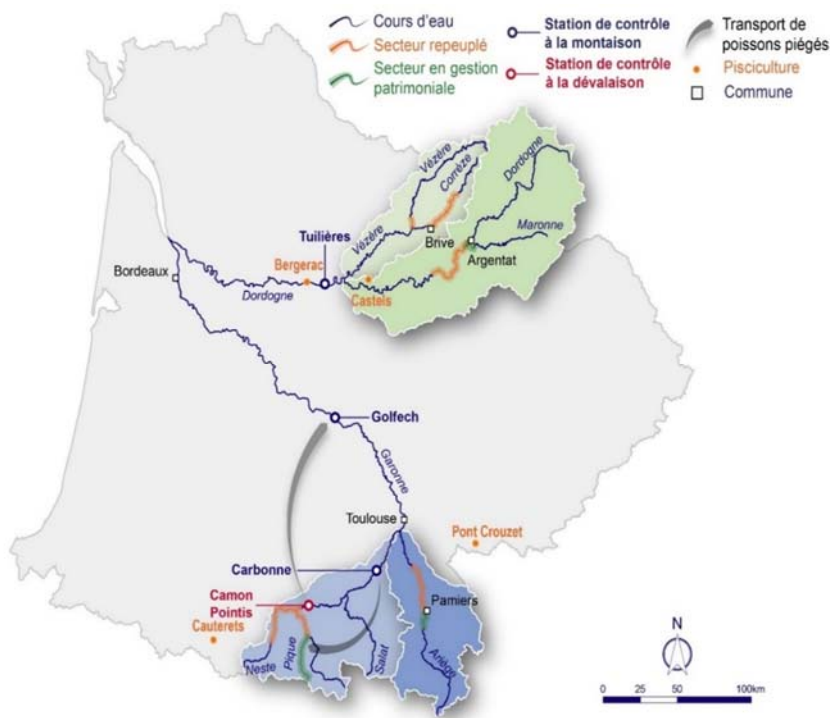 Cours d'eau
Secteur repeuplé
Secteur en gestion
patrimoniale
Station de contrôle
à la montaison
Station de contrôle
à la dévalaison
Transport de
poissons piégés
Pisciculture
Commune
Vézère
Corrèze
Dordogne
Maronne
Vézère
Brive
Argentat
Tuilières
Bergerac
Castels
Bordeaux
Dordogne
Golfech
Garonne
Toulouse
Pont Crouzet
Carbonne
Camon
Pointis
Pamiers
Cauterets
Neste
Pique
Salat
Ariège
N
0 25 50 100km